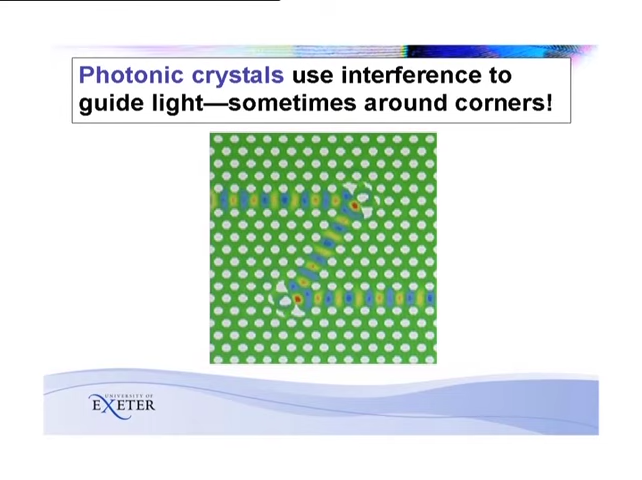 Photonic crystals use interference to
guide light—sometimes around corners!
UNIVERSITY OF
EXETER